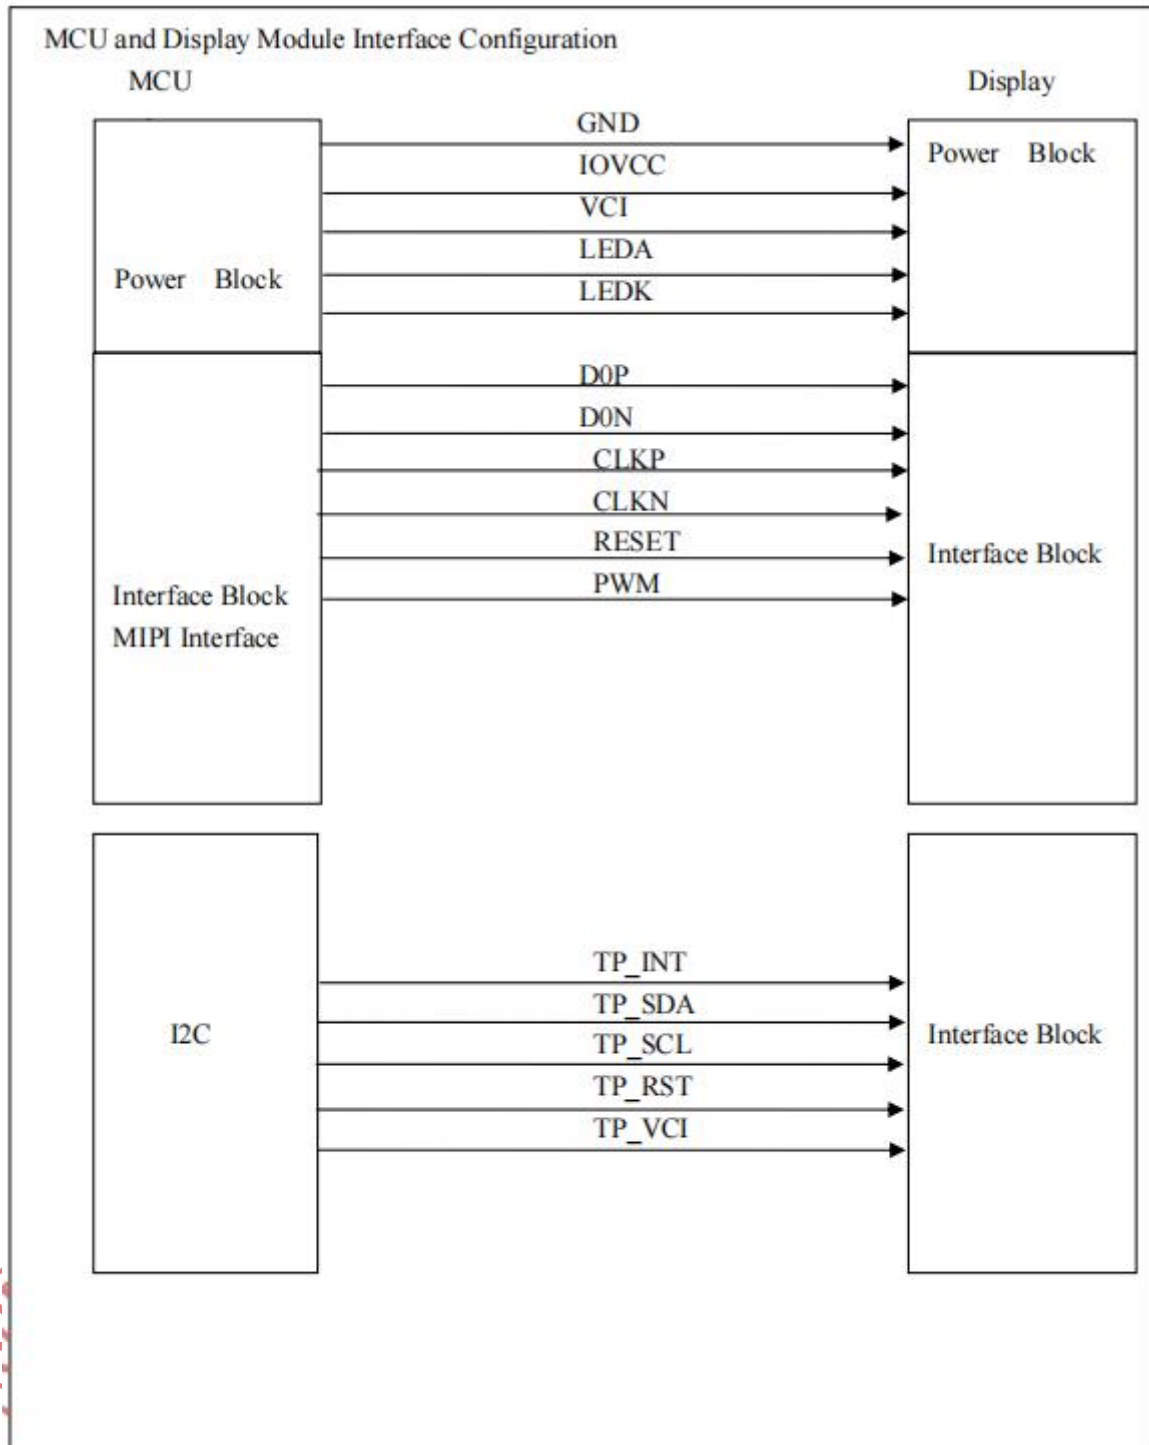 MCU and Display Module Interface Configuration
MCU
Display
GND
Power Block
IOVCC
VCI
LEDA
Power Block
LEDK
D0P
D0N
CLKP
CLKN
RESET
Interface Block
PWM
Interface Block
MIPI Interface
TP_INT
TP_SDA
I2C
Interface Block
TP_SCL
TP_RST
TP_VCI